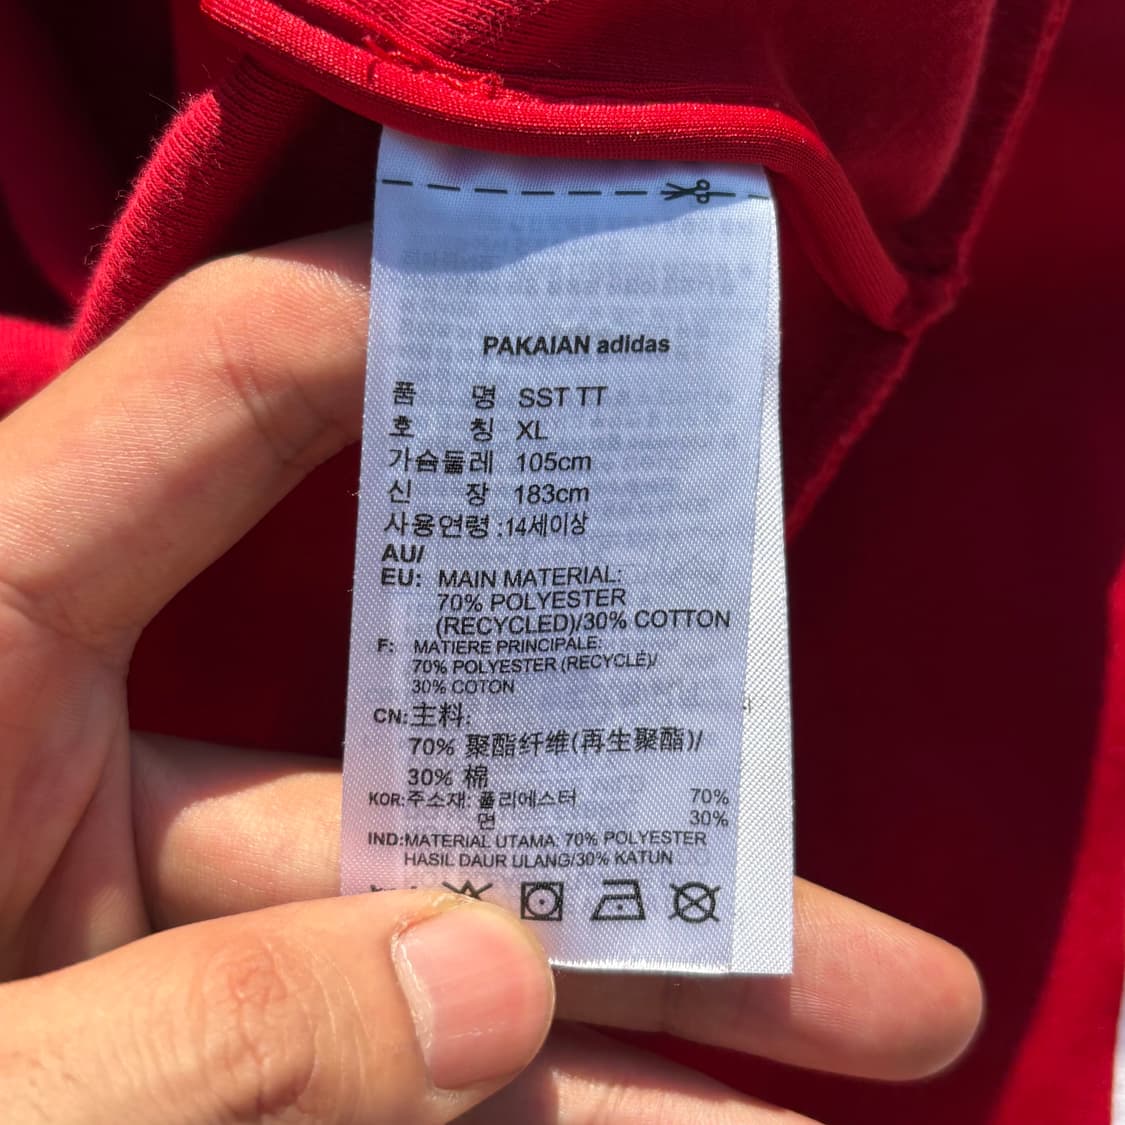 PAKAIAN adidas
품 명 SST TT
호 칭 XL
가슴둘레 105cm
신 장 183cm
사용연령 :14세이상
AU/
EU: MAIN MATERIAL:
70% POLYESTER
(RECYCLED)/30% COTTON
F: MATIERE PRINCIPALE:
70% POLYESTER (RECYCLÉ)/
30% COTON
CN:主料:
70% 聚酯纤维(再生聚酯)/
30% 棉
KOR:주소재: 폴리에스터 70%
면 30%
IND:MATERIAL UTAMA: 70% POLYESTER
HASIL DAUR ULANG/30% KATUN